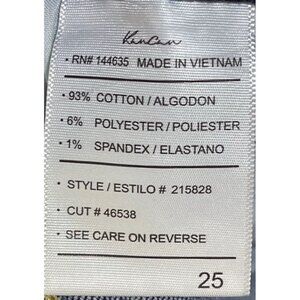 KanCan
• RN# 144635 MADE IN VIETNAM
• 93% COTTON / ALGODON
• 6% POLYESTER / POLIESTER
• 1% SPANDEX / ELASTANO
• STYLE / ESTILO # 215828
CUT # 46538
• SEE CARE ON REVERSE
25